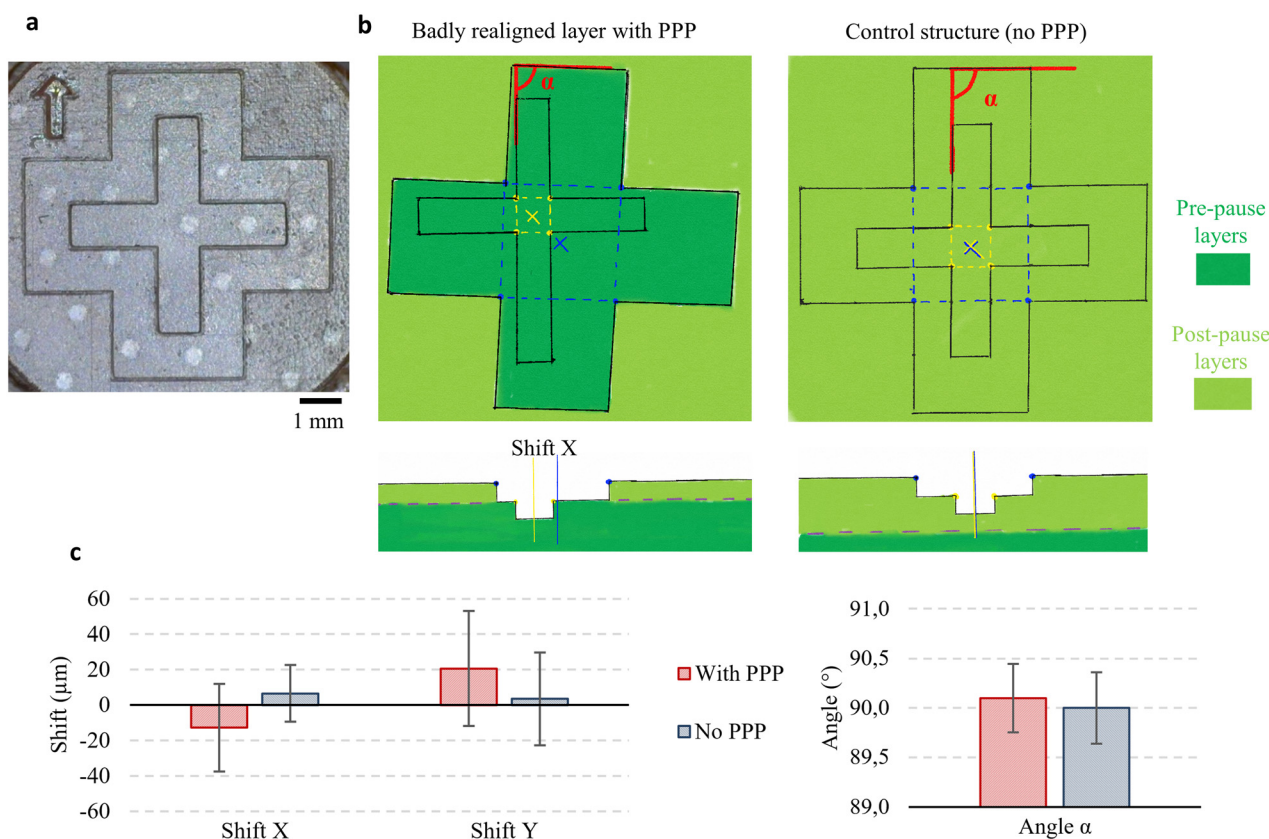 a
1 mm
b
Badly realigned layer with PPP
α
Control structure (no PPP)
α
Pre-pause
layers
Post-pause
layers
Shift X
c
Shift (µm)
60
40
20
0
-20
-40
-60
Shift X
Shift Y
With PPP
No PPP
Angle (°)
91,0
90,5
90,0
89,5
89,0
Angle α